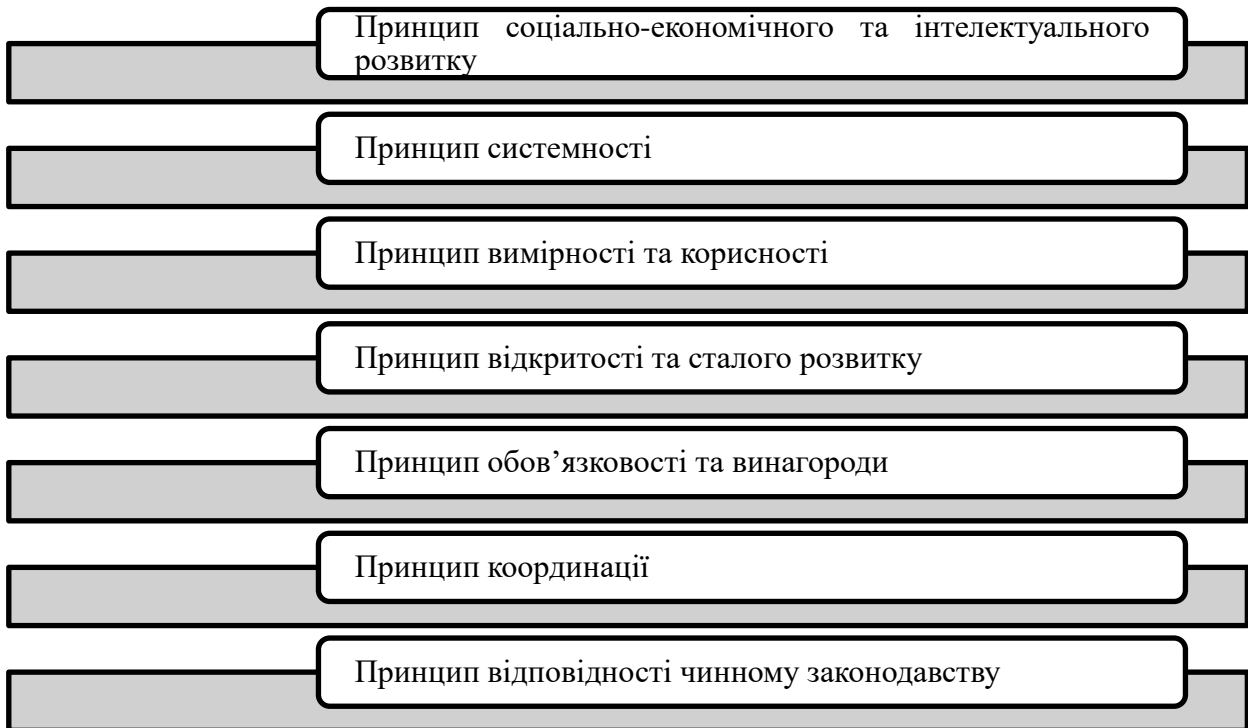 Принцип соціально-економічного та інтелектуального
розвитку
Принцип системності
Принцип вимірності та корисності
Принцип відкритості та сталого розвитку
Принцип обов’язковості та винагороди
Принцип координації
Принцип відповідності чинному законодавству